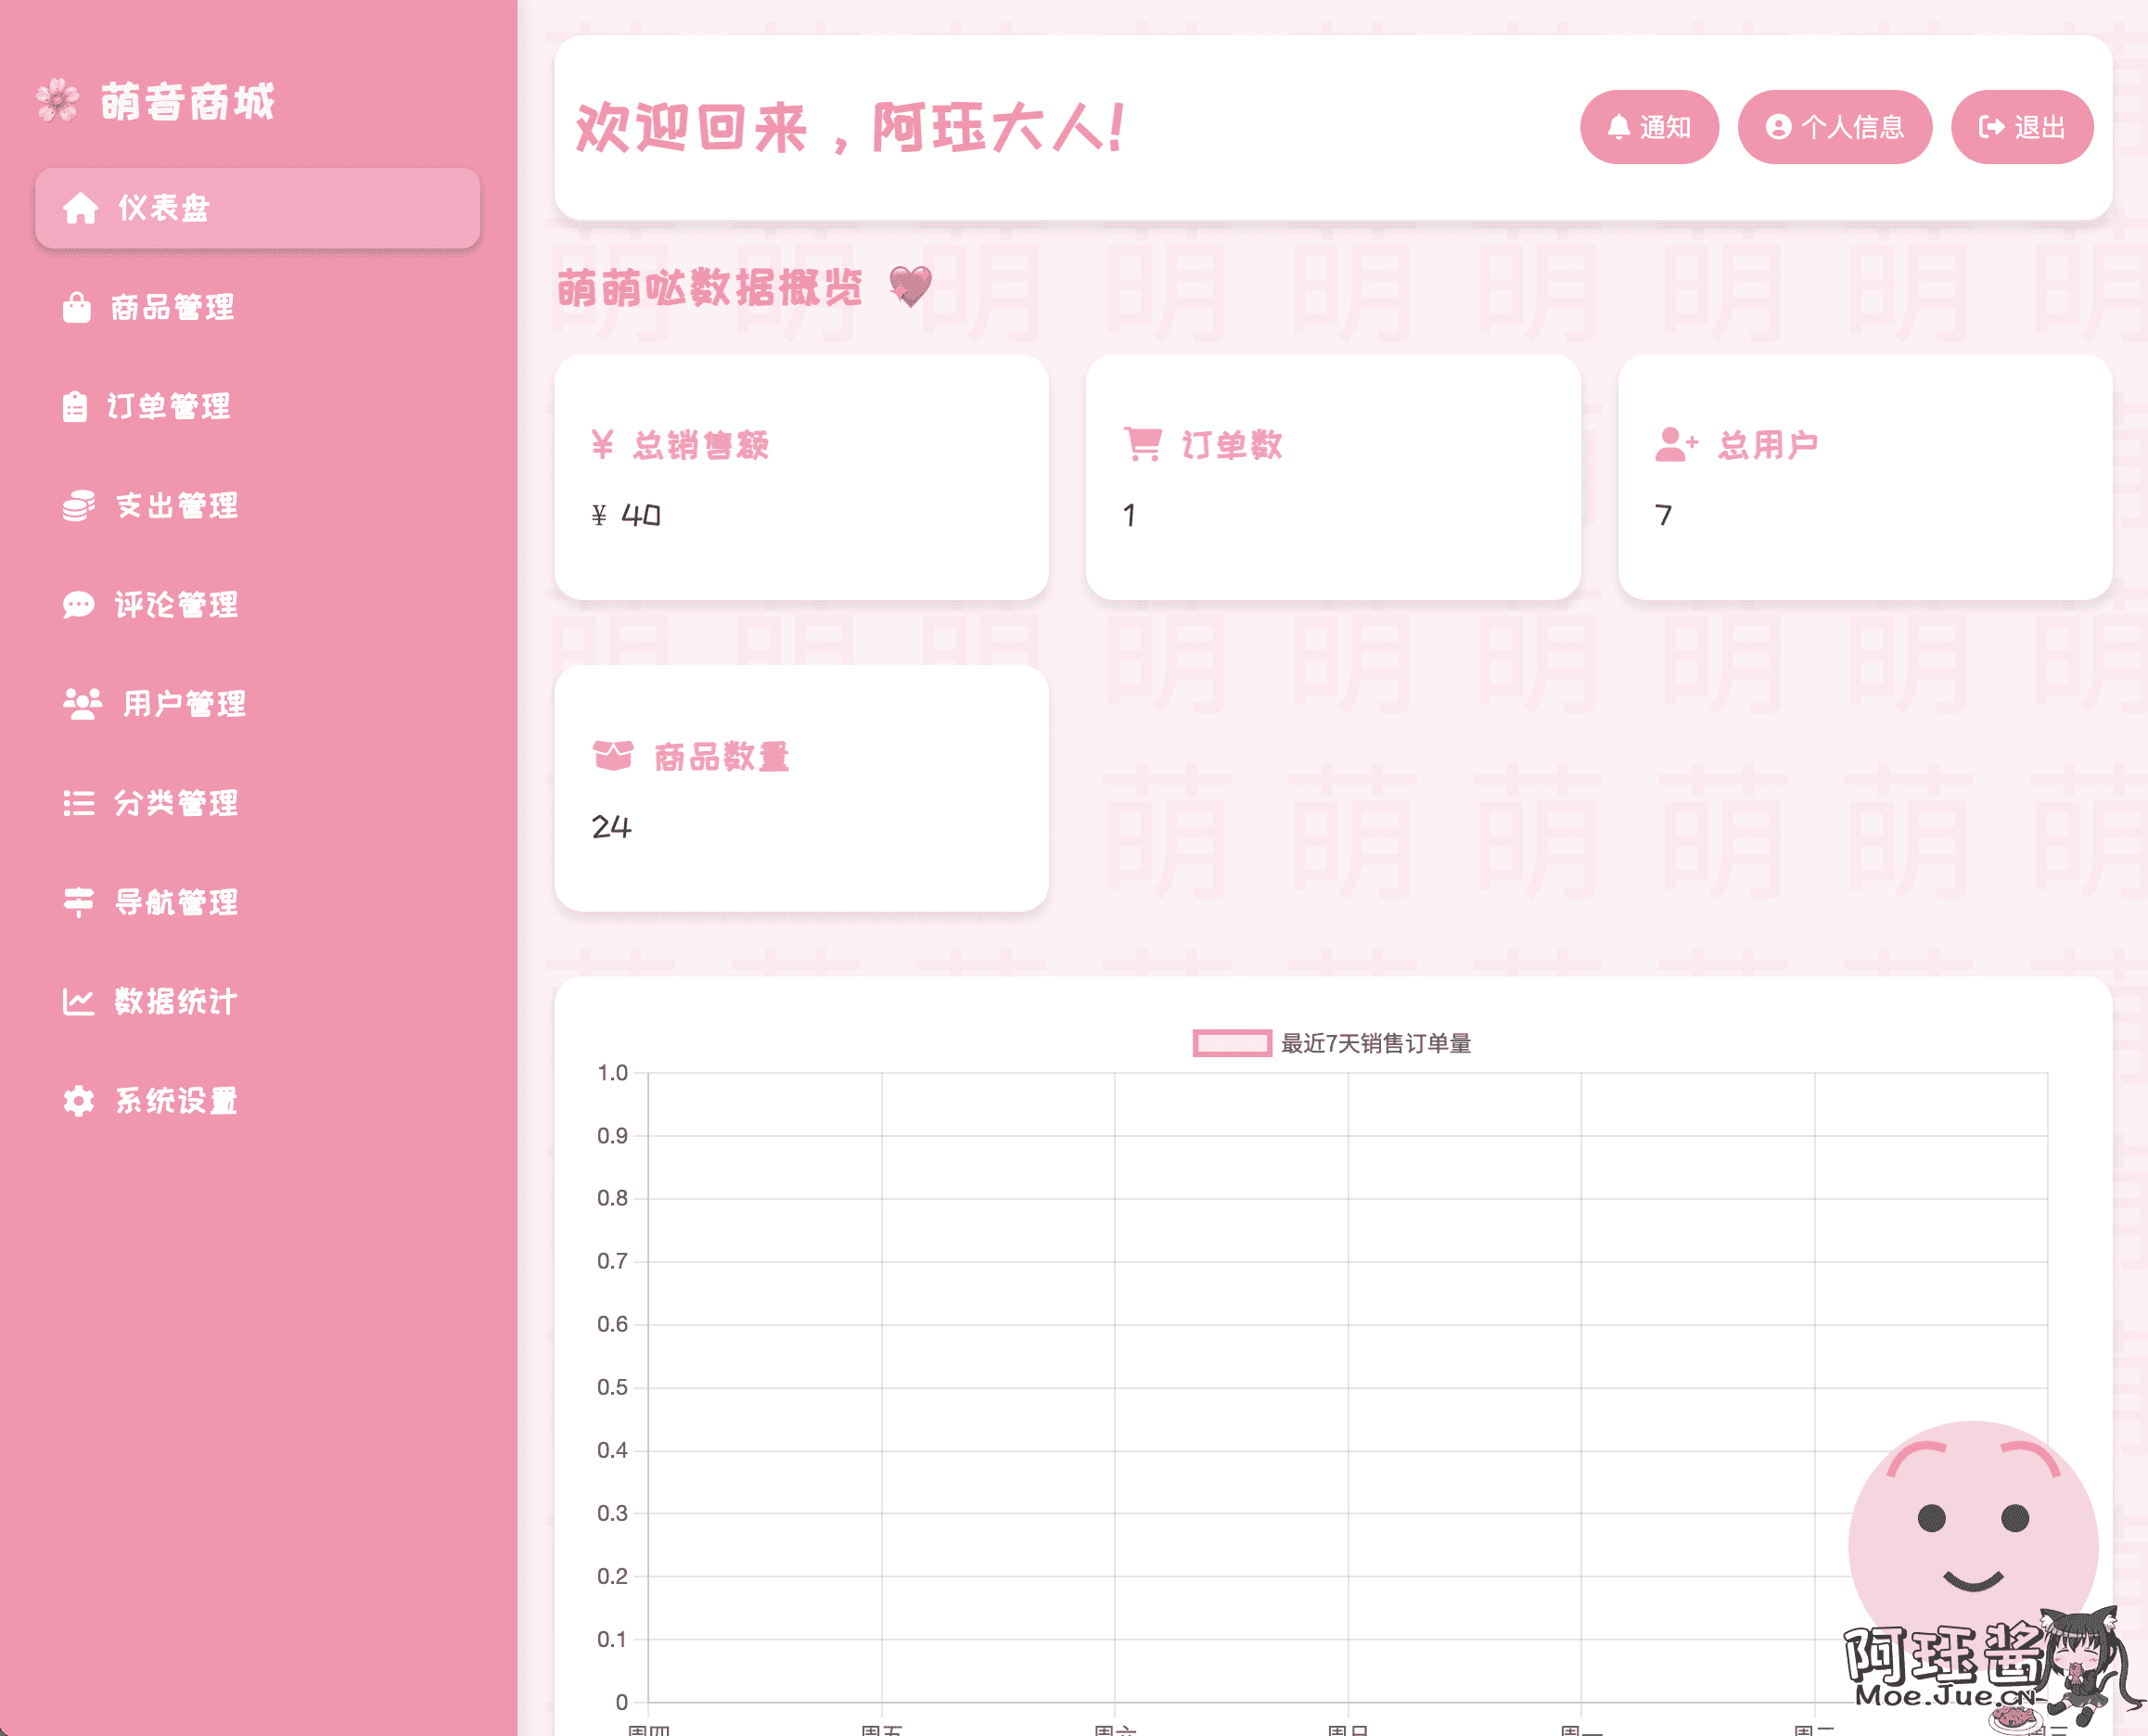 萌音商城
仪表盘
商品管理
订单管理
支出管理
评论管理
用户管理
分类管理
导航管理
数据统计
系统设置
欢迎回来，阿珏大人!
通知
个人信息
退出
萌萌哒数据概览
¥ 总销售额
¥ 40
订单数
1
总用户
7
商品数量
24
最近7天销售订单量
1.0
0.9
0.8
0.7
0.6
0.5
0.4
0.3
0.2
0.1
0
周四 周五 周六 周日 周一 周二
阿珏酱
Moe.Jue.CN